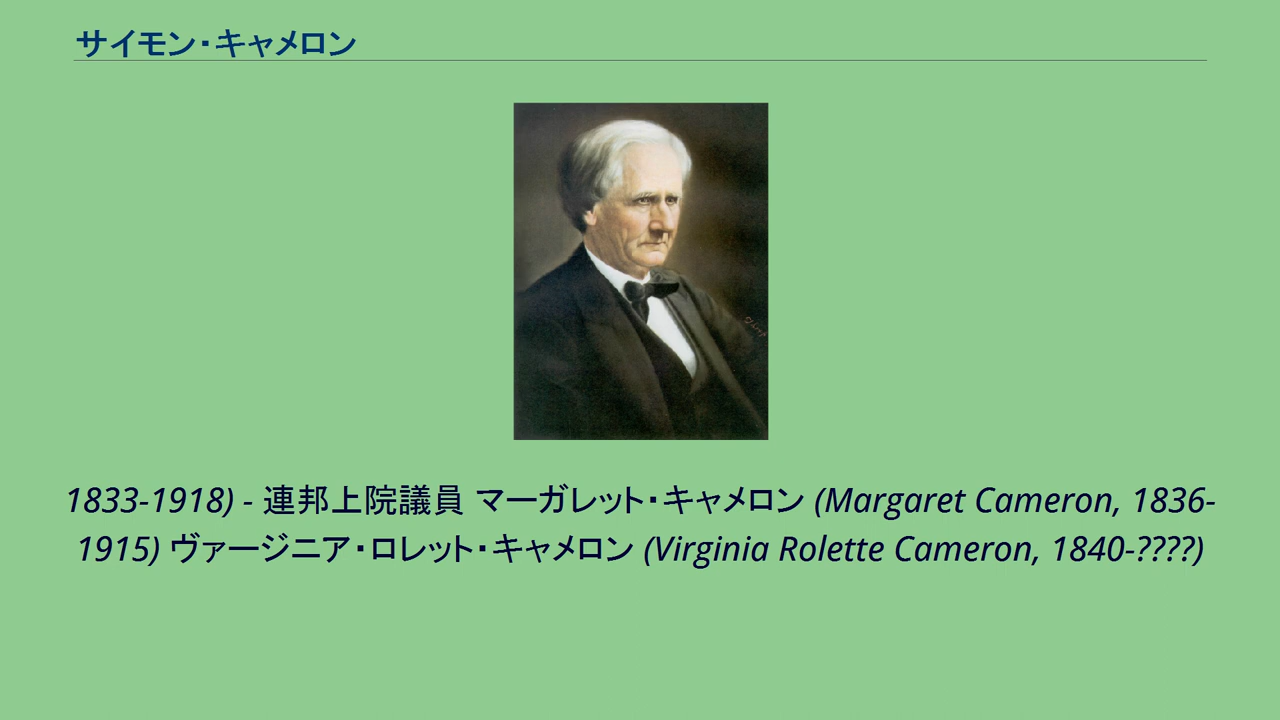 サイモン・キャメロン
1833-1918) - 連邦上院議員 マーガレット・キャメロン (Margaret Cameron, 1836-
1915) ヴァージニア・ロレット・キャメロン (Virginia Rolette Cameron, 1840-????)